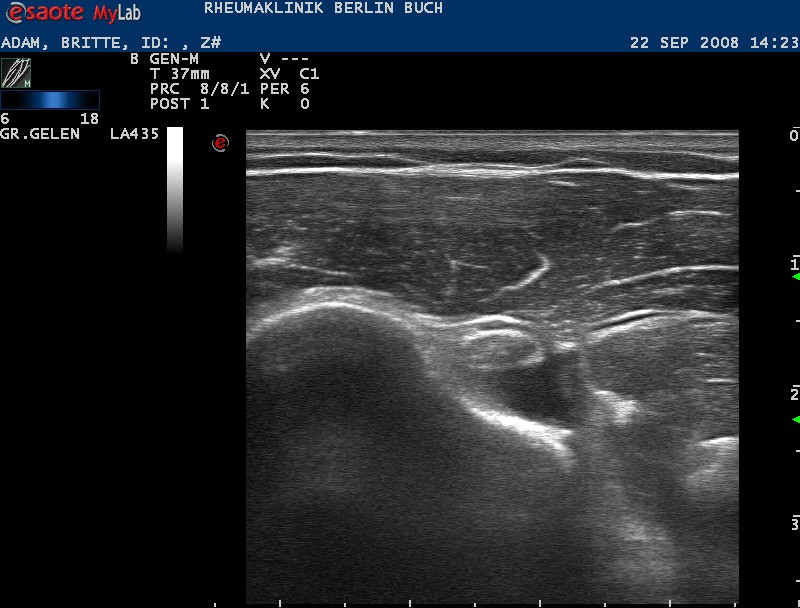 esaote MyLab
RHEUMAKLINIK BERLIN BUCH
ADAM, BRITTE, ID: , Z# 22 SEP 2008 14:23
B GEN-M V ---
T 37mm XV C1
PRC 8/8/1 PER 6
POST 1 K 0
M
6 18
GR.GELEN LA435
e
0
1
2
3